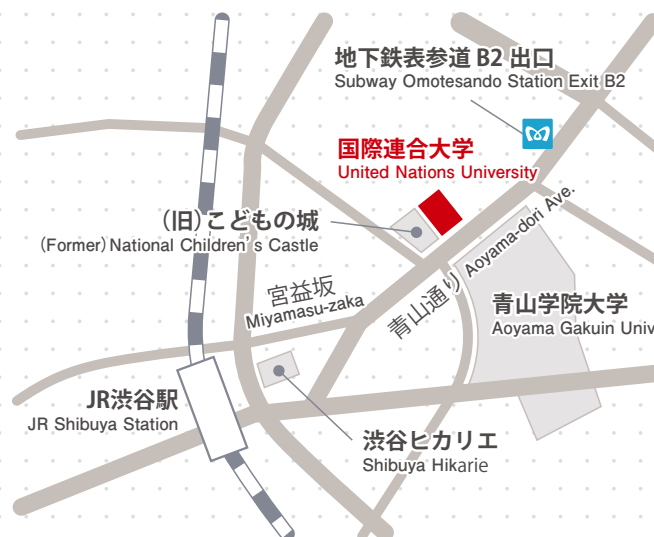 地下鉄表参道 B2 出口
Subway Omotesando Station Exit B2
国際連合大学
United Nations University
(旧)こどもの城
(Former)National Children's Castle
宮益坂
Miyamasu-zaka
青山通り Aoyama-dori Ave.
青山学院大学
Aoyama Gakuin Univ
JR渋谷駅
JR Shibuya Station
渋谷ヒカリエ
Shibuya Hikarie